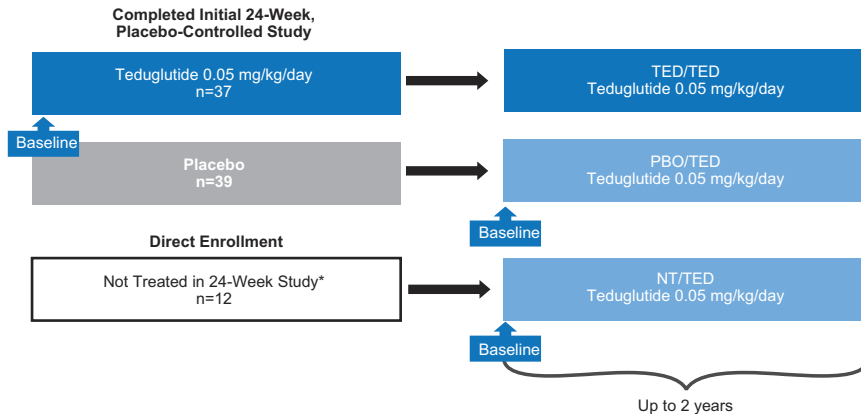 Completed Initial 24-Week,
Placebo-Controlled Study
Teduglutide 0.05 mg/kg/day
n=37
TED/TED
Teduglutide 0.05 mg/kg/day
Baseline
Placebo
n=39
PBO/TED
Teduglutide 0.05 mg/kg/day
Baseline
Direct Enrollment
Not Treated in 24-Week Study*
n=12
NT/TED
Teduglutide 0.05 mg/kg/day
Baseline
Up to 2 years